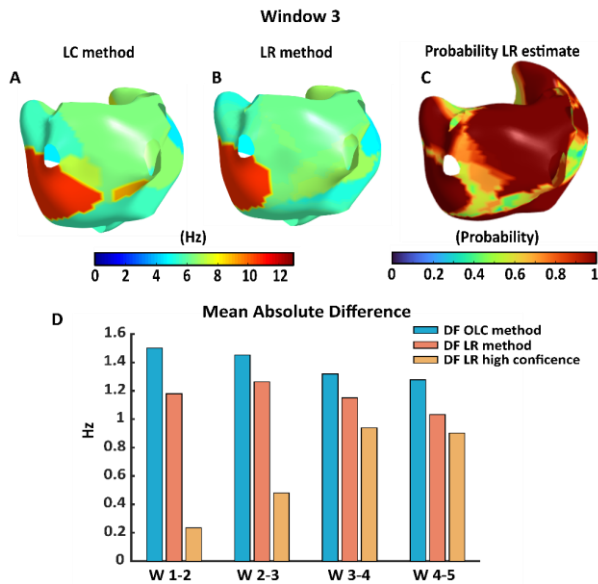 Window 3
LC method
LR method
Probability LR estimate
A
B
C
(Hz)
0 2 4 6 8 10 12
(Probability)
0 0.2 0.4 0.6 0.8 1
D
Mean Absolute Difference
DF OLC method
DF LR method
DF LR high conficence
Hz
1.6
1.4
1.2
1
0.8
0.6
0.4
0.2
0
W 1-2 W 2-3 W 3-4 W 4-5